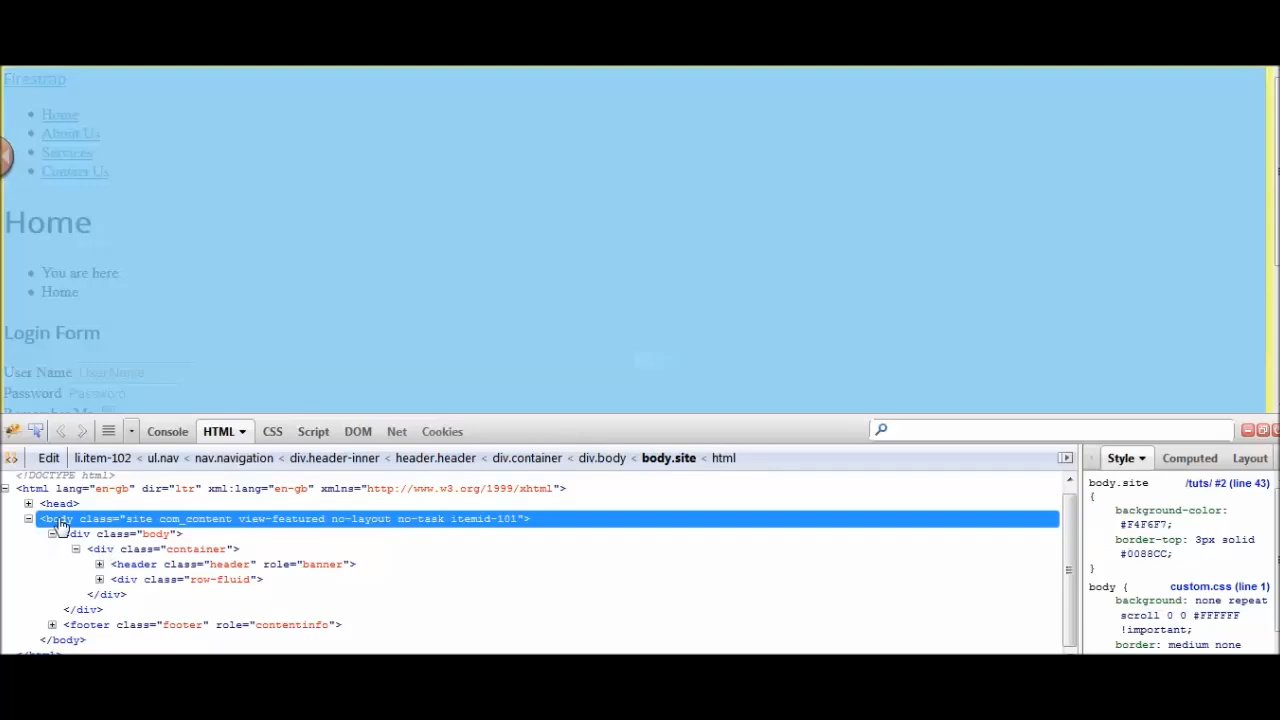 Firestrap
Home
About Us
Services
Contact Us
Home
You are here
Home
Login Form
User Name User Name
Password Password
Remember Me
Console HTML CSS Script DOM Net Cookies
Edit li.item-102 < ul.nav < nav.navigation < div.header-inner < header.header < div.container < div.body < body.site < html
<!DOCTYPE html>
<html lang="en-gb" dir="ltr" xml:lang="en-gb" xmlns="http://www.w3.org/1999/xhtml">
<head>
<body class="site com_content view-featured no-layout no-task itemid-101">
div class="body">
<div class="container">
<header class="header" role="banner">
<div class="row-fluid">
</div>
</div>
<footer class="footer" role="contentinfo">
</body>
</html>
Style Computed Layout
body.site /tuts/ #2 (line 43)
{
background-color:
#F4F6F7;
border-top: 3px solid
#0088CC;
}
body { custom.css (line 1)
background: none repeat
scroll 0 0 #FFFFFF
!important;
border: medium none